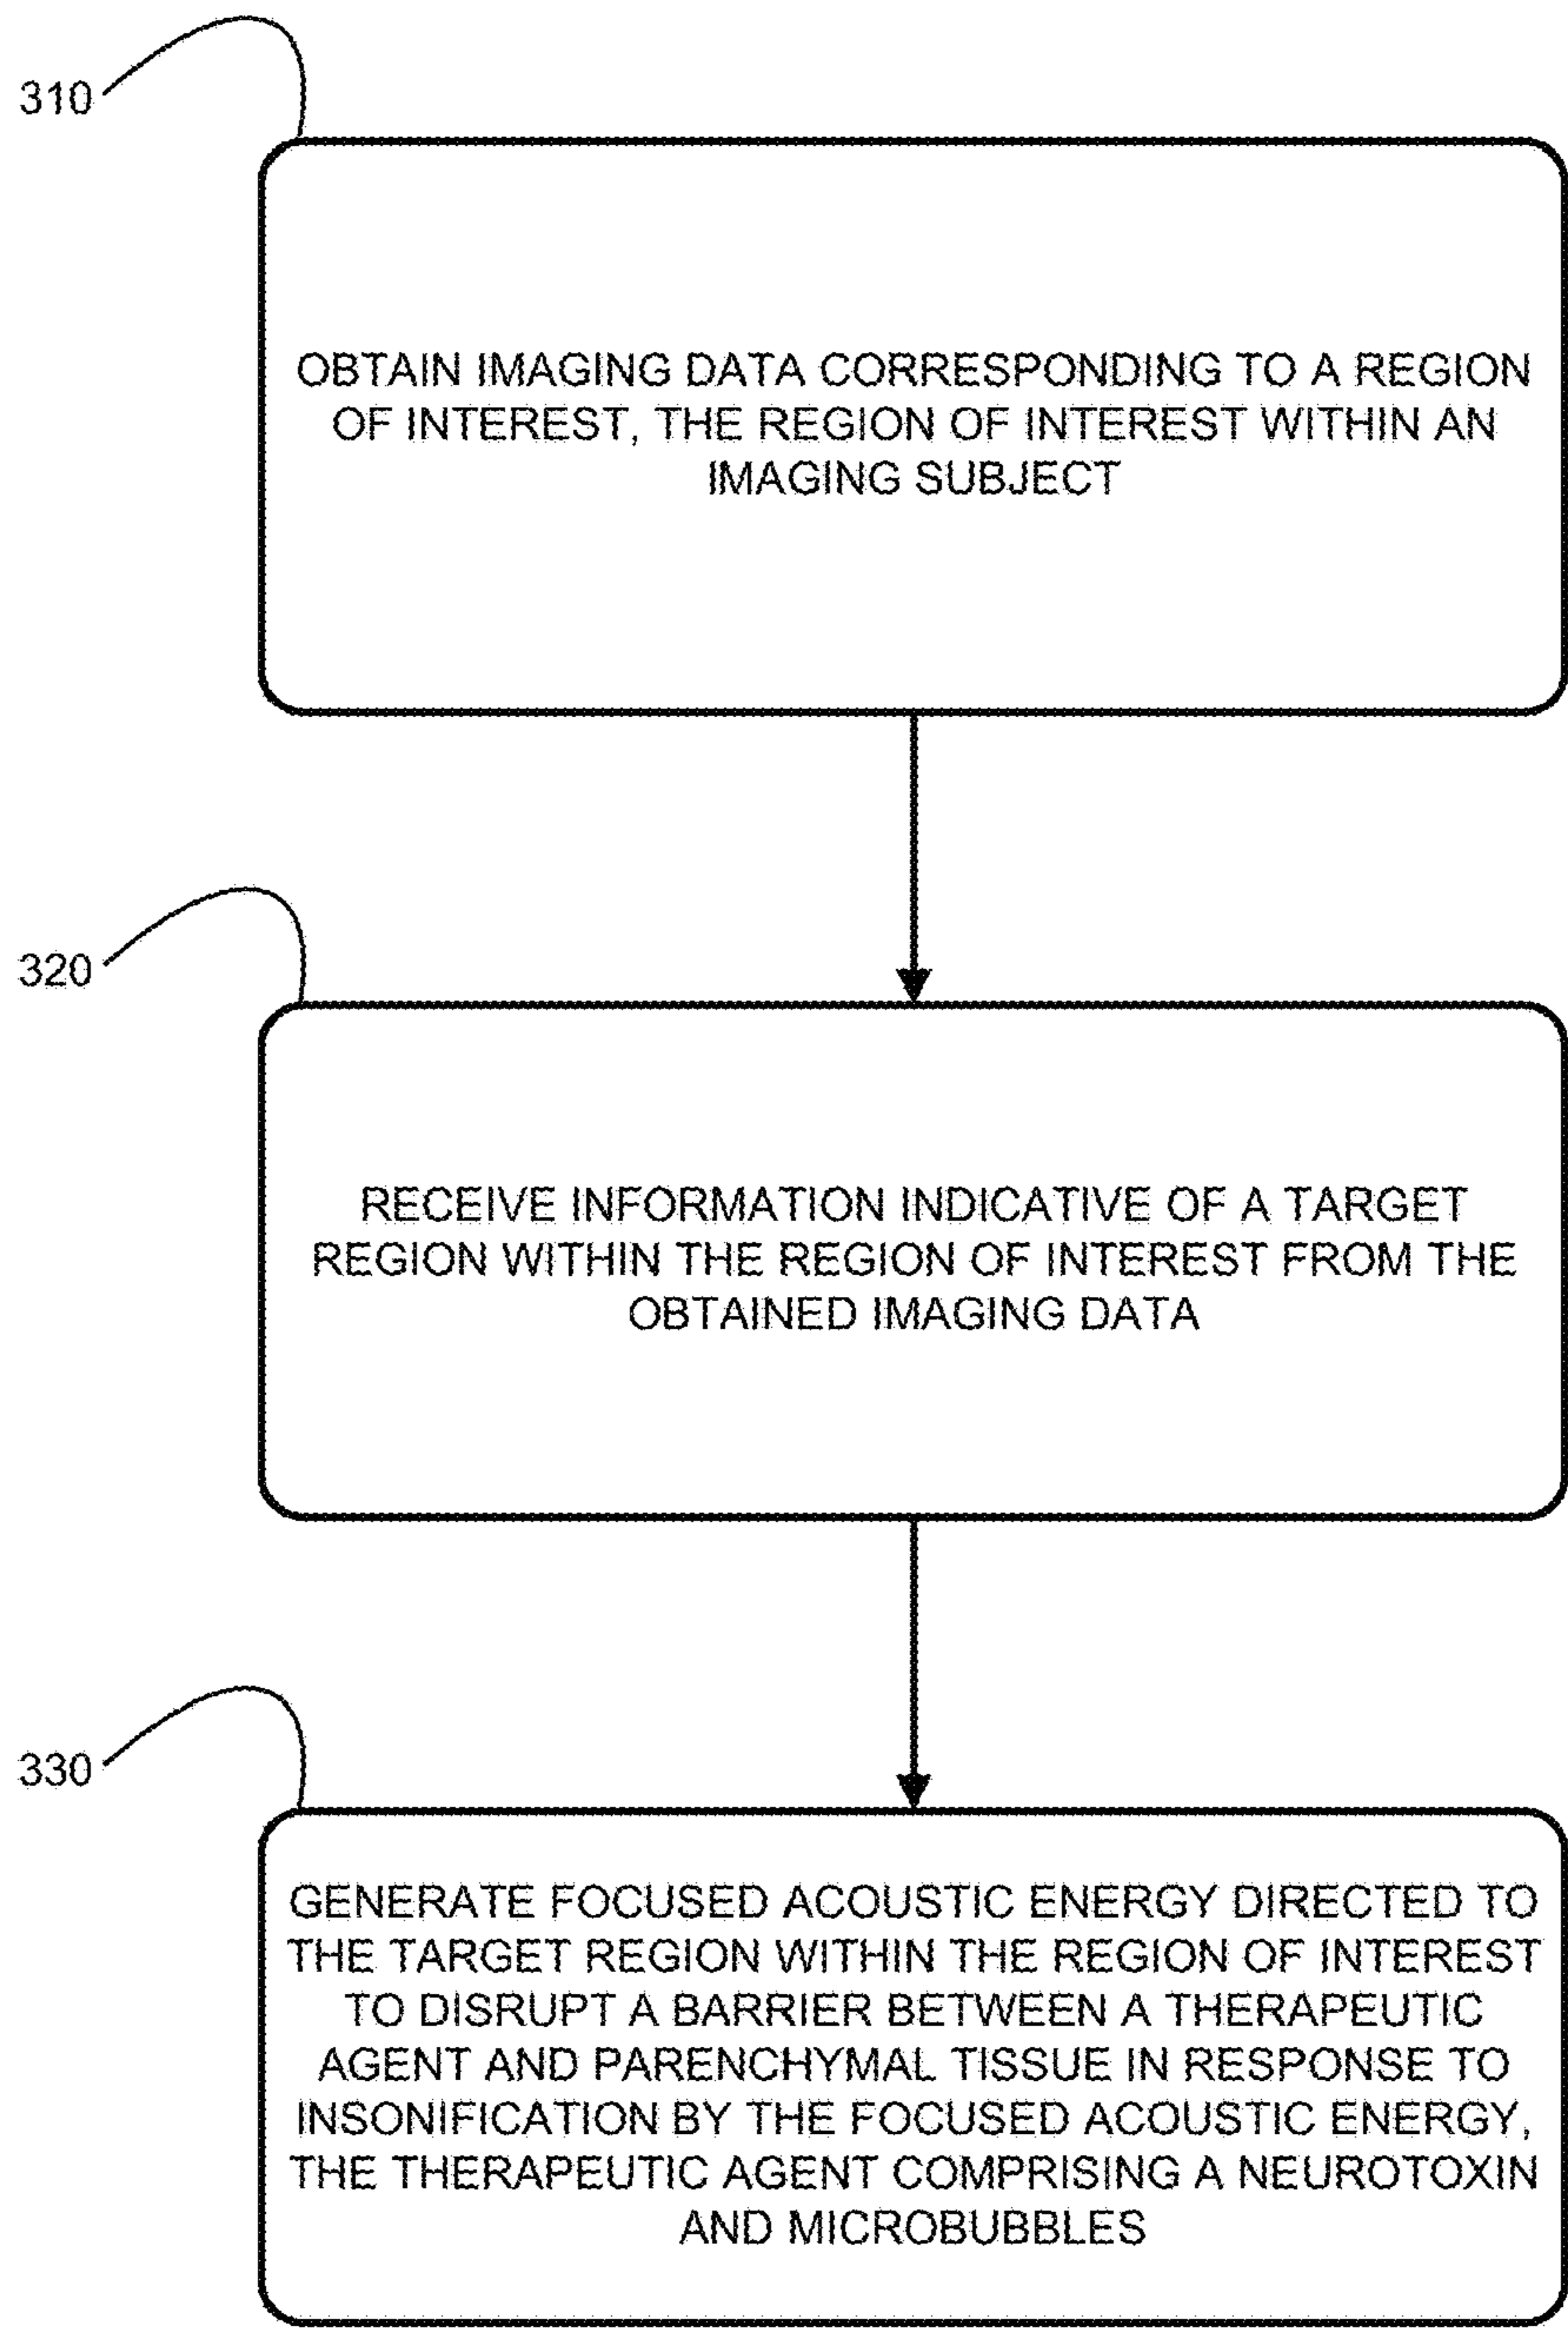 310
OBTAIN IMAGING DATA CORRESPONDING TO A REGION
OF INTEREST, THE REGION OF INTEREST WITHIN AN
IMAGING SUBJECT
320
RECEIVE INFORMATION INDICATIVE OF A TARGET
REGION WITHIN THE REGION OF INTEREST FROM THE
OBTAINED IMAGING DATA
330
GENERATE FOCUSED ACOUSTIC ENERGY DIRECTED TO
THE TARGET REGION WITHIN THE REGION OF INTEREST
TO DISRUPT A BARRIER BETWEEN A THERAPEUTIC
AGENT AND PARENCHYMAL TISSUE IN RESPONSE TO
INSONIFICATION BY THE FOCUSED ACOUSTIC ENERGY,
THE THERAPEUTIC AGENT COMPRISING A NEUROTOXIN
AND MICROBUBBLES